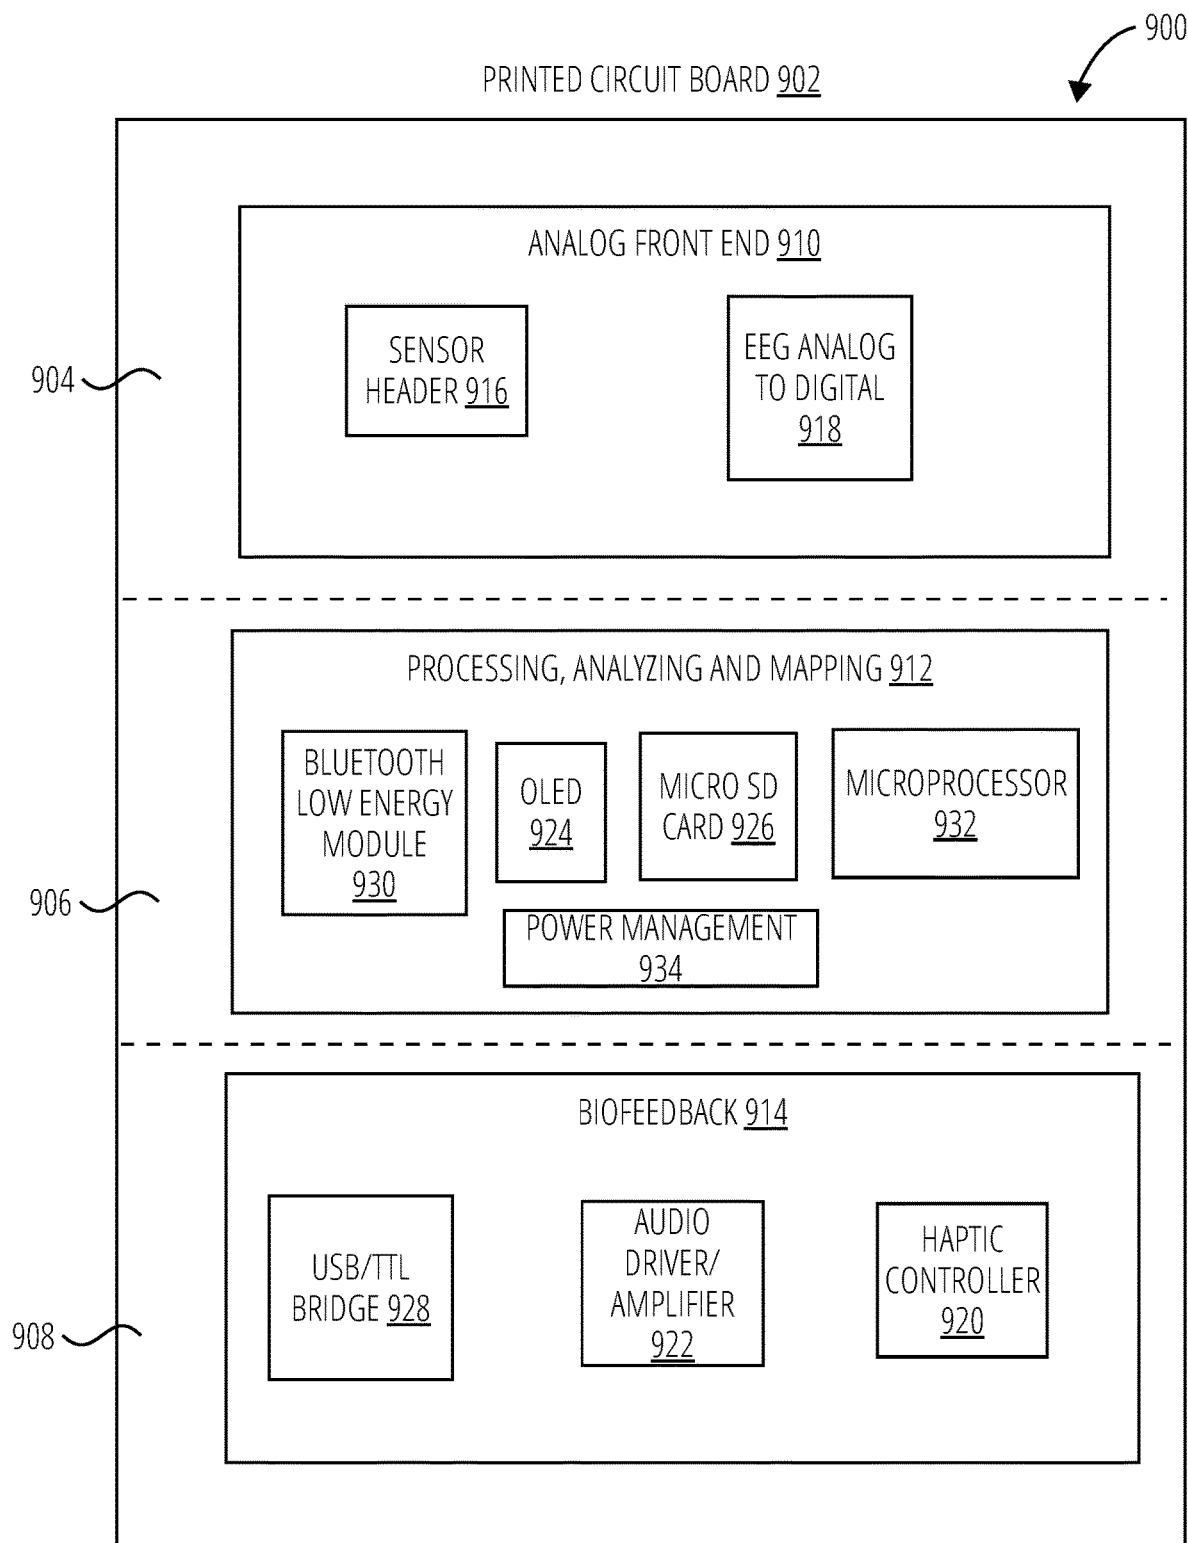 900
PRINTED CIRCUIT BOARD 902
ANALOG FRONT END 910
SENSOR
HEADER 916
EEG ANALOG
TO DIGITAL
918
904
PROCESSING, ANALYZING AND MAPPING 912
BLUETOOTH
LOW ENERGY
MODULE
930
OLED
924
MICRO SD
CARD 926
MICROPROCESSOR
932
906
POWER MANAGEMENT
934
BIOFEEDBACK 914
USB/TTL
BRIDGE 928
AUDIO
DRIVER/
AMPLIFIER
922
HAPTIC
CONTROLLER
920
908